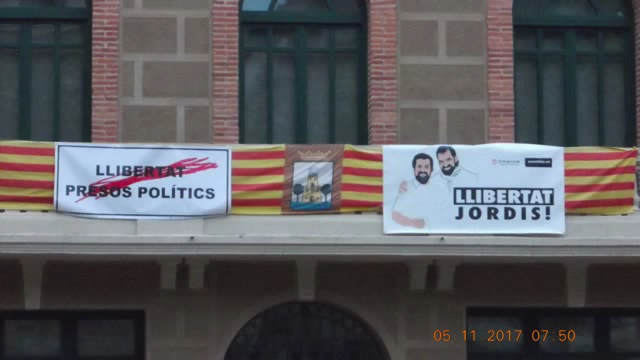 LLIBERTAT
PRESOS POLÍTICS
LLIBERTAT
JORDIS!
05 11 2017 07:50